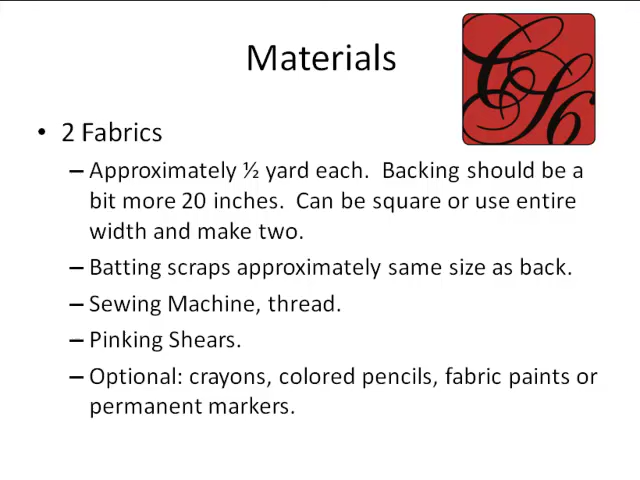 Materials
• 2 Fabrics
– Approximately ½ yard each.  Backing should be a
bit more 20 inches.  Can be square or use entire
width and make two.
– Batting scraps approximately same size as back.
– Sewing Machine, thread.
– Pinking Shears.
– Optional: crayons, colored pencils, fabric paints or
permanent markers.